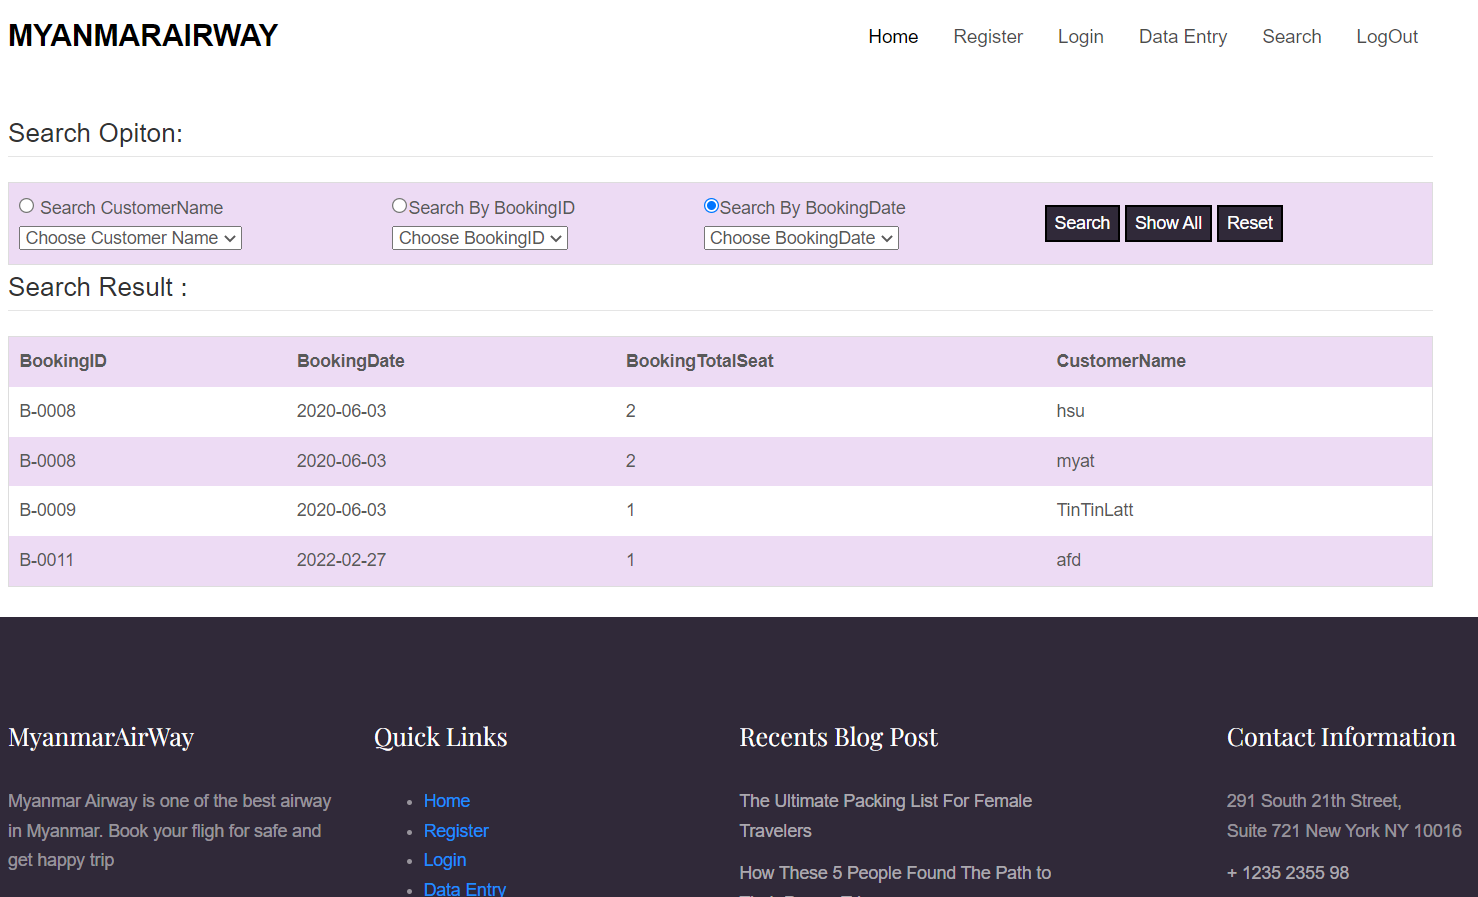 MYANMARAIRWAY
Home Register Login Data Entry Search LogOut
Search Opiton:
Search CustomerName Search By BookingID Search By BookingDate
Choose Customer Name Choose BookingID Choose BookingDate Search Show All Reset
Search Result :
BookingID BookingDate BookingTotalSeat CustomerName
B-0008 2020-06-03 2 hsu
B-0008 2020-06-03 2 myat
B-0009 2020-06-03 1 TinTinLatt
B-0011 2022-02-27 1 afd
MyanmarAirWay
Myanmar Airway is one of the best airway
in Myanmar. Book your fligh for safe and
get happy trip
Quick Links
Home
Register
Login
Data Entry
Recents Blog Post
The Ultimate Packing List For Female
Travelers
How These 5 People Found The Path to
Contact Information
291 South 21th Street,
Suite 721 New York NY 10016
+ 1235 2355 98